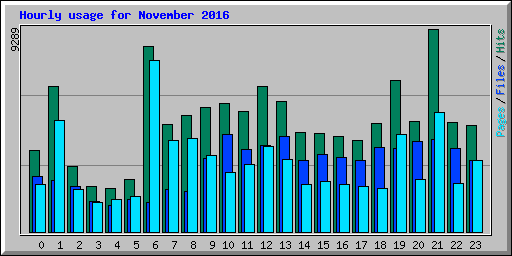 Hourly usage for November 2016
9289
Pages / Files / Hits
0 1 2 3 4 5 6 7 8 9 10 11 12 13 14 15 16 17 18 19 20 21 22 23